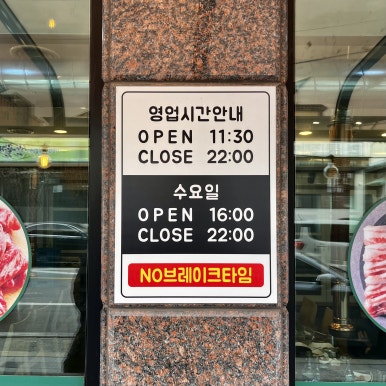 영업시간안내
OPEN 11:30
CLOSE 22:00
수요일
OPEN 16:00
CLOSE 22:00
NO브레이크타임